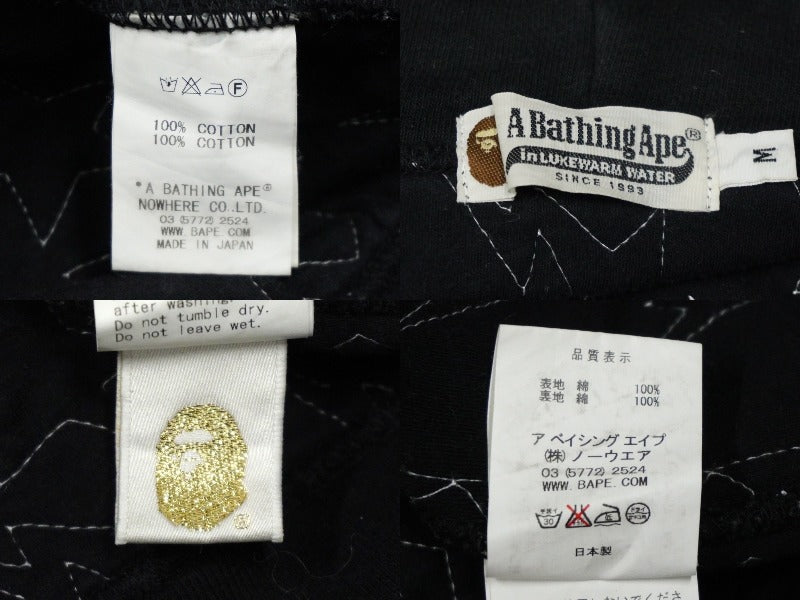 F
100% COTTON
100% COTTON
*A BATHING APE®
NOWHERE CO.,LTD.
03 (5772) 2524
WWW. BAPE. COM
MADE IN JAPAN
A Bathing Ape®
in LUKEWARM WATER
SINCE 1993
M
after washing.
Do not tumble dry.
Do not leave wet.
®
品質表示
表地 綿 100%
裏地 綿 100%
ア ベイシング エイプ
(株) ノーウエア
03 (5772) 2524
WWW. BAPE. COM
手洗イ
30
日本製